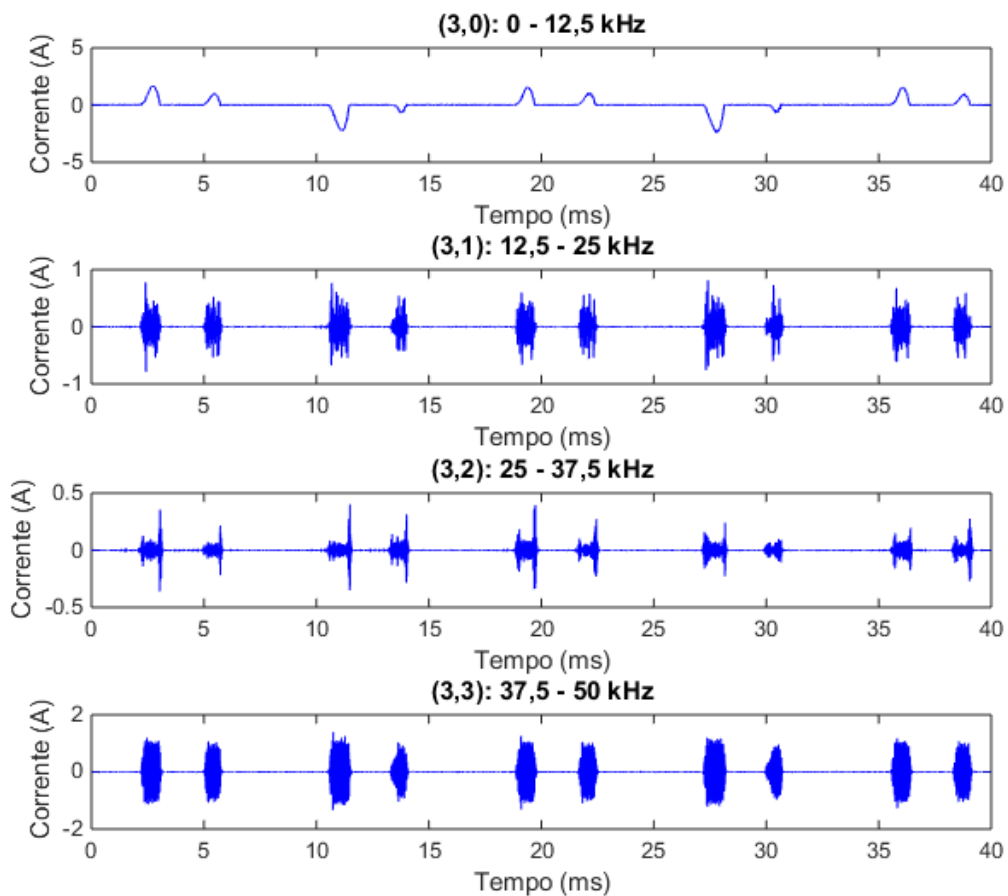 (3,0): 0 - 12,5 kHz
Corrente (A)
5
0
-5
0 5 10 15 20 25 30 35 40
Tempo (ms)
(3,1): 12,5 - 25 kHz
Corrente (A)
1
0
-1
0 5 10 15 20 25 30 35 40
Tempo (ms)
(3,2): 25 - 37,5 kHz
Corrente (A)
0.5
0
-0.5
0 5 10 15 20 25 30 35 40
Tempo (ms)
(3,3): 37,5 - 50 kHz
Corrente (A)
2
0
-2
0 5 10 15 20 25 30 35 40
Tempo (ms)